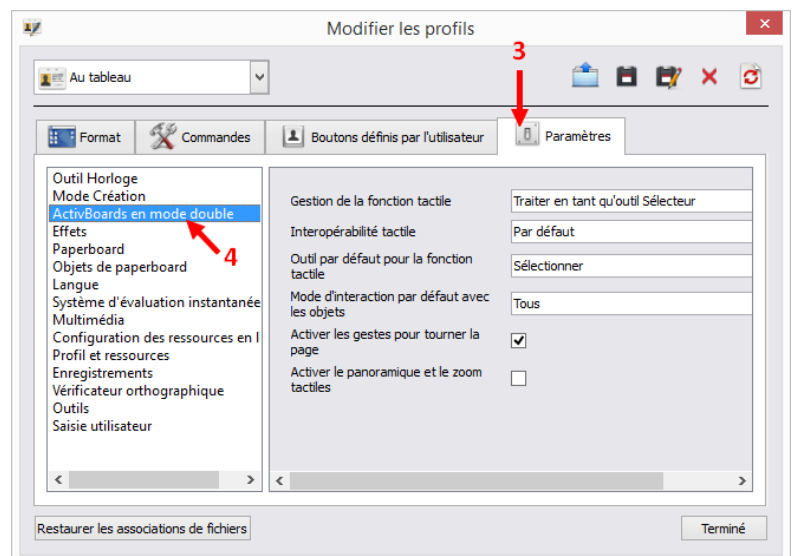 Modifier les profils
3
Au tableau
Format
Commandes
Boutons définis par l'utilisateur
Paramètres
Outil Horloge
Mode Création
ActivBoards en mode double
Effets
Paperboard
4
Objets de paperboard
Langue
Système d'évaluation instantanée
Multimédia
Configuration des ressources en l
Profil et ressources
Enregistrements
Vérificateur orthographique
Outils
Saisie utilisateur
Gestion de la fonction tactile
Traiter en tant qu'outil Sélecteur
Interopérabilité tactile
Par défaut
Outil par défaut pour la fonction
tactile
Sélectionner
Mode d'interaction par défaut avec
les objets
Tous
Activer les gestes pour tourner la
page
Activer le panoramique et le zoom
tactiles
Restaurer les associations de fichiers
Terminé